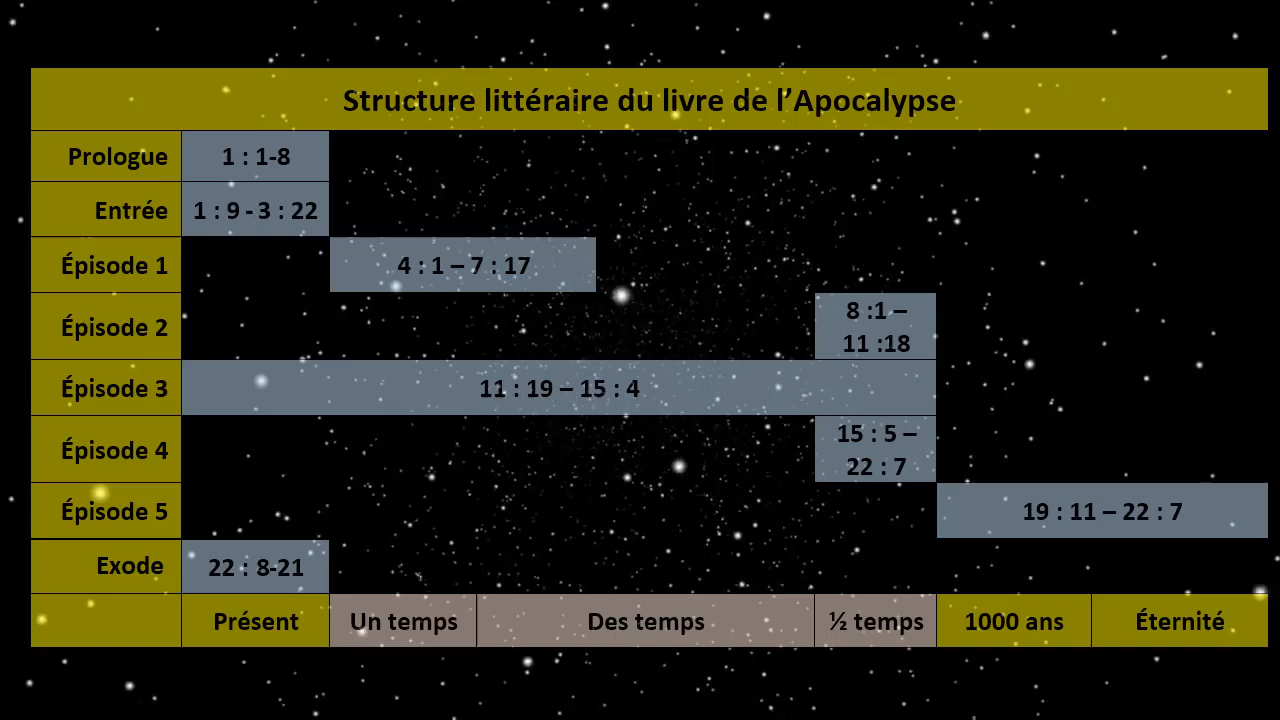 Structure littéraire du livre de l’Apocalypse
Prologue
1 : 1-8
Entrée
1 : 9 - 3 : 22
Épisode 1
4 : 1 – 7 : 17
Épisode 2
8 :1 –
11 :18
Épisode 3
11 : 19 – 15 : 4
Épisode 4
15 : 5 –
22 : 7
Épisode 5
19 : 11 – 22 : 7
Exode
22 : 8-21
Présent
Un temps
Des temps
½ temps
1000 ans
Éternité